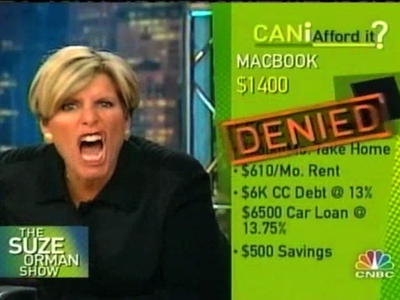 CAN i Afford it?
MACBOOK
$1400
DENIED
Mo. Take Home
• $610/Mo. Rent
• $6K CC Debt @ 13%
$6500 Car Loan @
13.75%
• $500 Savings
THE
SUZE
ORMAN
SHOW
CNBC